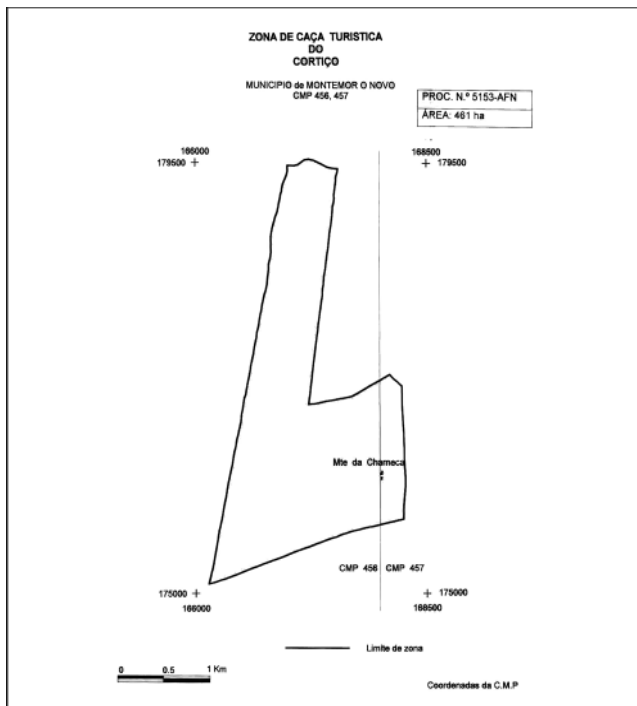 ZONA DE CAÇA TURISTICA
DO
CORTIÇO
MUNICIPIO de MONTEMOR O NOVO
CMP 456, 457
PROC. N.º 5153-AFN
ÁREA: 461 ha
166000
179500
168500
179500
Mte da Charneca
CMP 456
CMP 457
175000
166000
175000
168500
Limite de zona
0 0.5 1 Km
Coordenadas da C.M.P